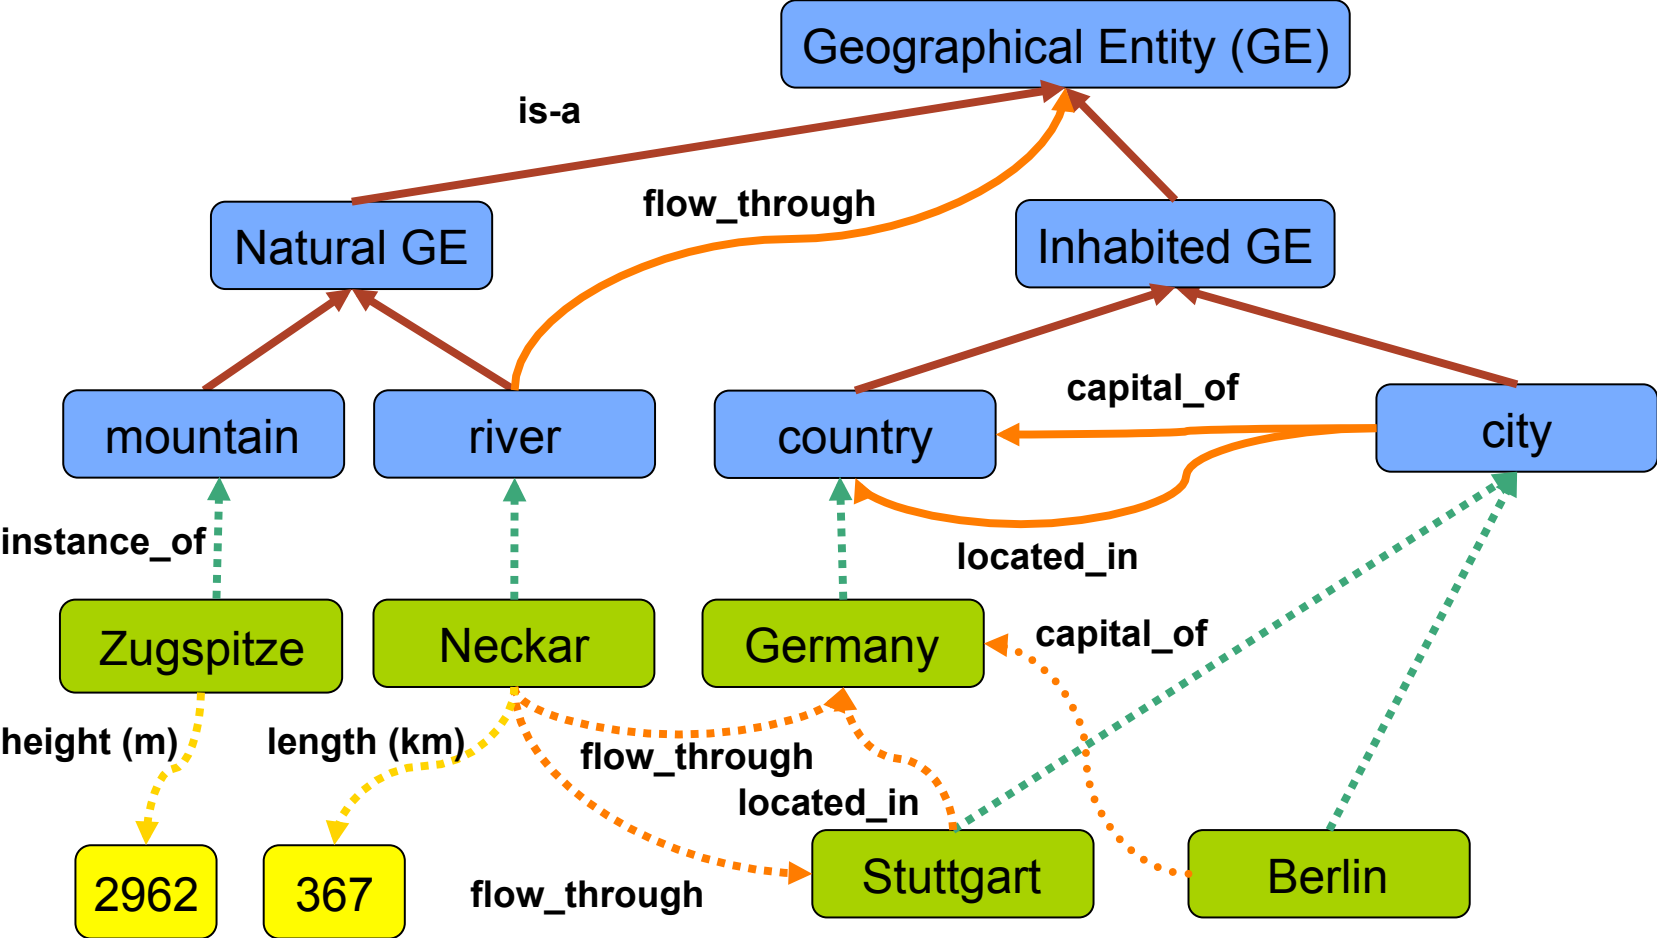 Geographical Entity (GE)
is-a
flow_through
Natural GE
Inhabited GE
capital_of
mountain
river
country
city
instance_of
located_in
Zugspitze
Neckar
Germany
capital_of
height (m)
length (km)
flow_through
located_in
2962
367
flow_through
Stuttgart
Berlin